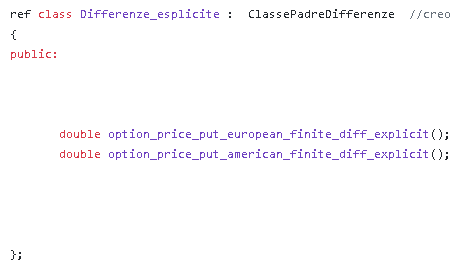 ref class Differenze_esplicite :  ClassePadreDifferenze  //creo
{
public:
double option_price_put_european_finite_diff_explicit();
double option_price_put_american_finite_diff_explicit();
};